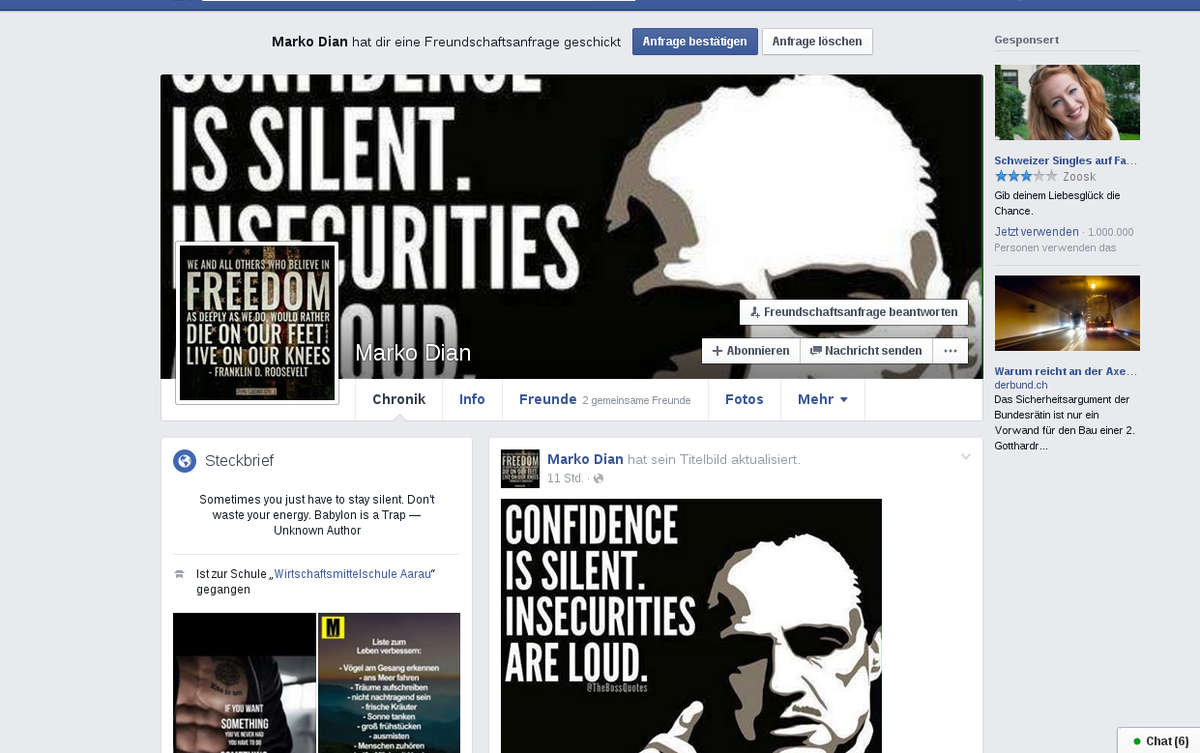 Marko Dian hat dir eine Freundschaftsanfrage geschickt
Anfrage bestätigen
Anfrage löschen
CONFIDENCE
IS SILENT.
INSECURITIES
LOUD.
WE AND ALL OTHERS WHO BELIEVE IN
FREEDOM
AS DEEPLY AS WE DO, WOULD RATHER
DIE ON OUR FEET
LIVE ON OUR KNEES
- FRANKLIN D. ROOSEVELT
Marko Dian
Freundschaftsanfrage beantworten
Abonnieren
Nachricht senden
Chronik
Info
Freunde 2 gemeinsame Freunde
Fotos
Mehr
Steckbrief
Sometimes you just have to stay silent. Don't
waste your energy. Babylon is a Trap —
Unknown Author
Ist zur Schule „Wirtschaftsmittelschule Aarau“
gegangen
IF YOU WANT
SOMETHING
YOU'VE NEVER HAD
YOU HAVE TO DO
SOMETHING
M
Liste zum
Leben verbessern:
- Vögel am Gesang erkennen
- ans Meer fahren
- Träume aufschreiben
- nicht nachtragend sein
- frische Kräuter
- Sonne tanken
- groß frühstücken
- ausmisten
- Menschen zuhören
Marko Dian hat sein Titelbild aktualisiert.
11 Std. ·
FREEDOM
CONFIDENCE
IS SILENT.
INSECURITIES
ARE LOUD.
@TheBossQuotes
Gesponsert
Schweizer Singles auf Fa...
Zoosk
Gib deinem Liebesglück die
Chance.
Jetzt verwenden · 1.000.000
Personen verwenden das
Warum reicht an der Axe...
derbund.ch
Das Sicherheitsargument der
Bundesrätin ist nur ein
Vorwand für den Bau einer 2.
Gotthardr...
Chat (6)